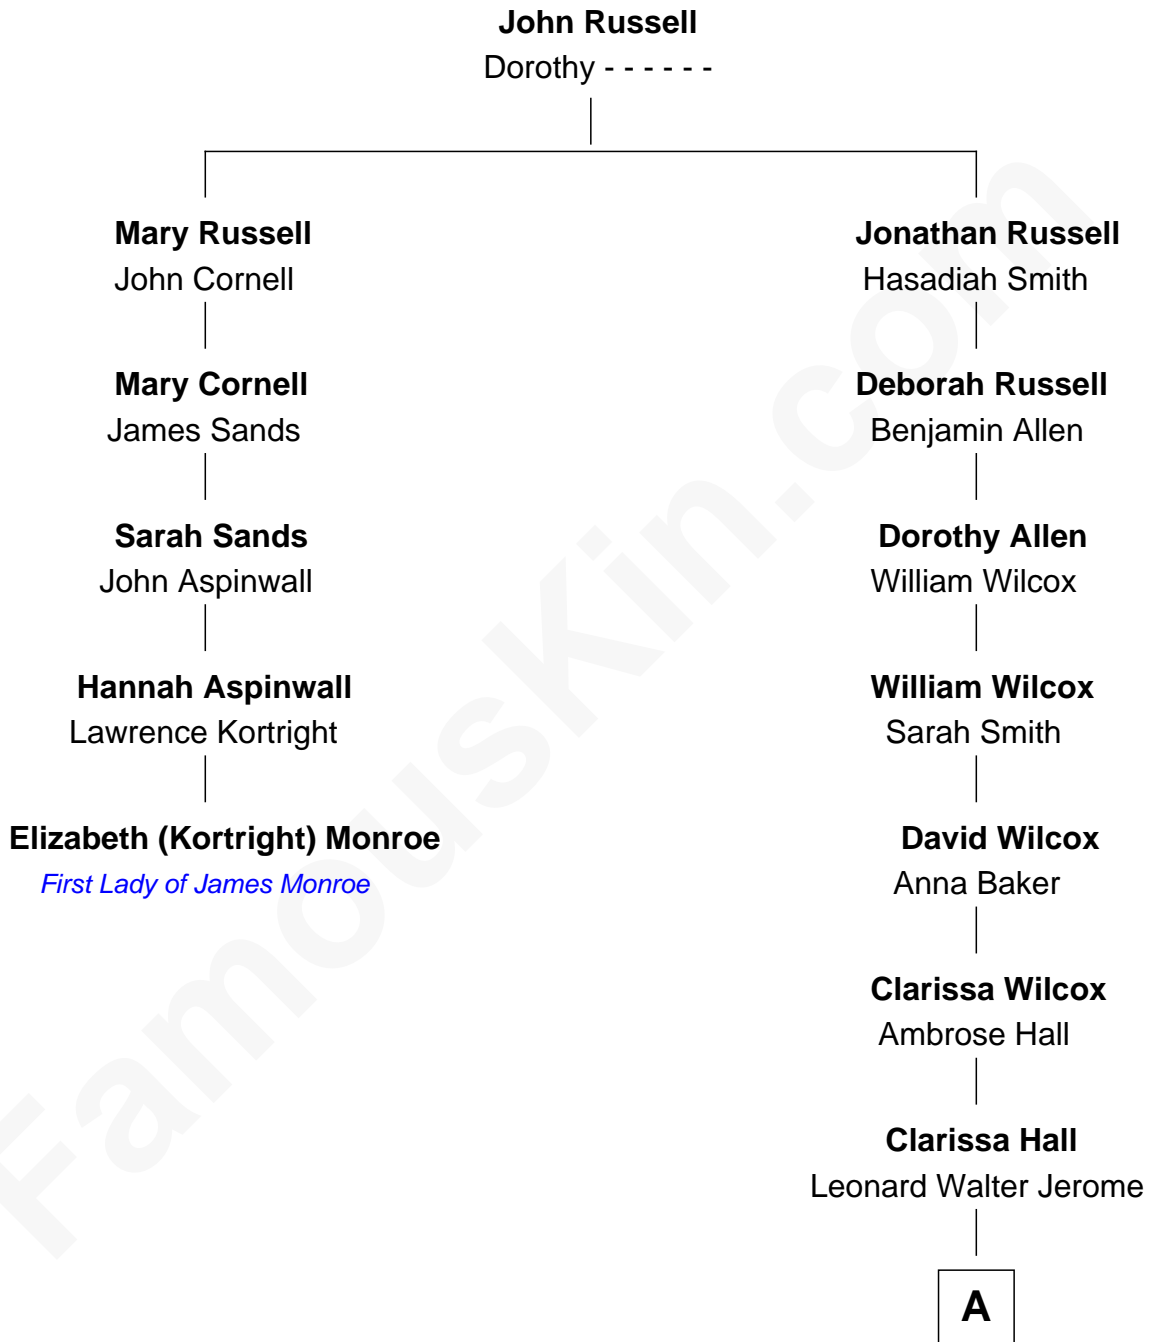 John Russell
Dorothy - - - - - -
Mary Russell
John Cornell
Mary Cornell
James Sands
Sarah Sands
John Aspinwall
Hannah Aspinwall
Lawrence Kortright
Elizabeth (Kortright) Monroe
First Lady of James Monroe
Jonathan Russell
Hasadiah Smith
Deborah Russell
Benjamin Allen
Dorothy Allen
William Wilcox
William Wilcox
Sarah Smith
David Wilcox
Anna Baker
Clarissa Wilcox
Ambrose Hall
Clarissa Hall
Leonard Walter Jerome
A
FamousKin.com